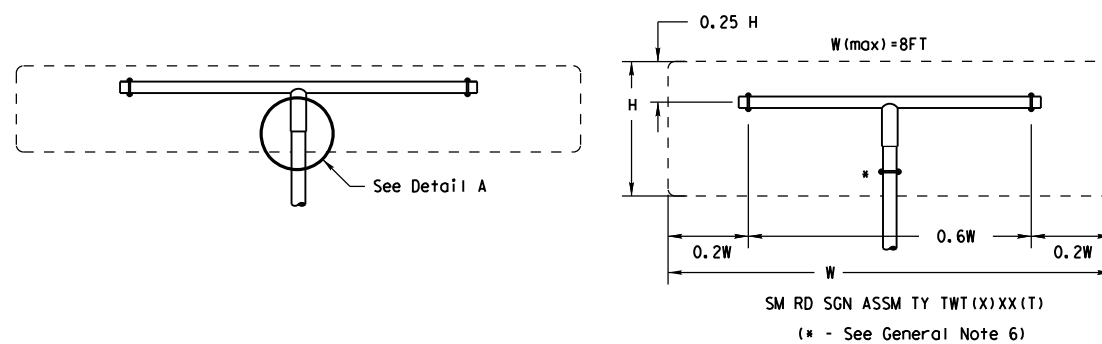 0.25 H
W(max)=8FT
H
*
See Detail A
0.2W
0.6W
0.2W
W
SM RD SGN ASSM TY TWT(X)XX(T)
(* - See General Note 6)